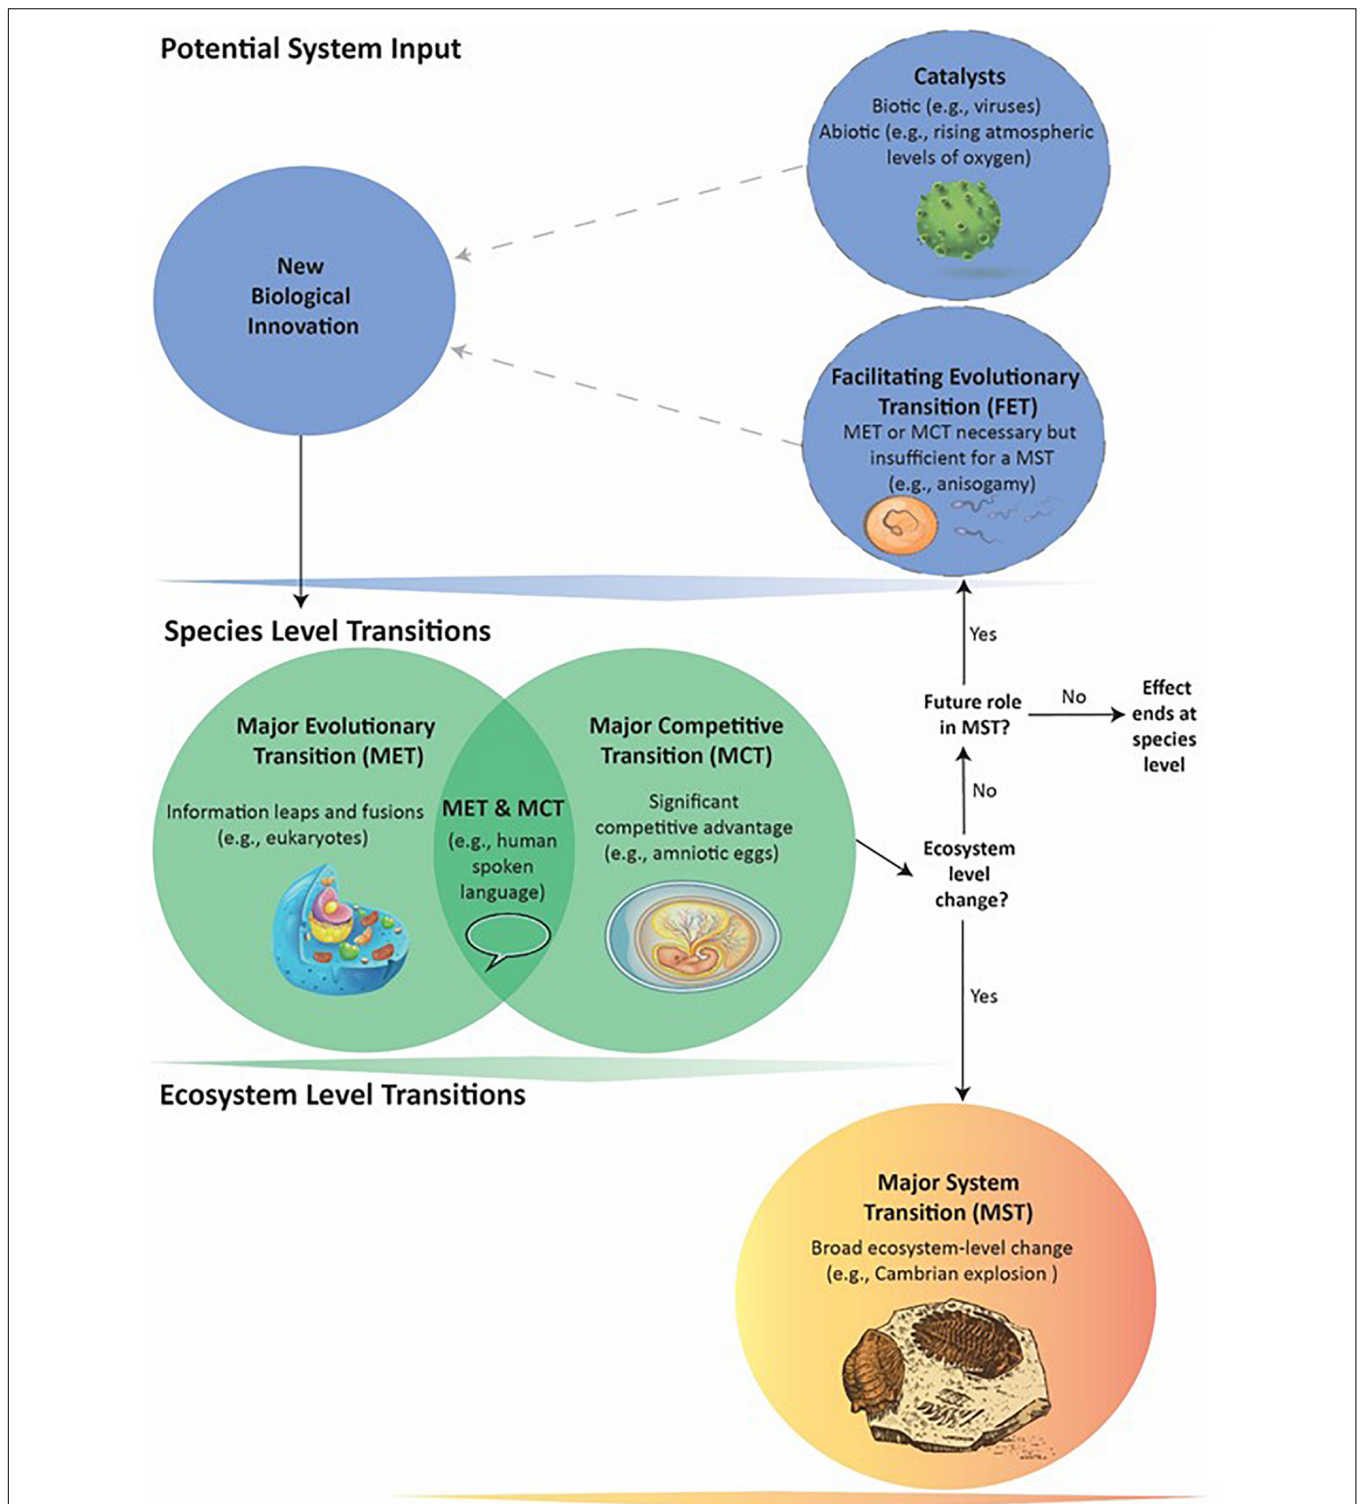 Potential System Input
Catalysts
Biotic (e.g., viruses)
Abiotic (e.g., rising atmospheric
levels of oxygen)
New
Biological
Innovation
Facilitating Evolutionary
Transition (FET)
MET or MCT necessary but
insufficient for a MST
(e.g., anisogamy)
Species Level Transitions
Major Evolutionary
Transition (MET)
Information leaps and fusions
(e.g., eukaryotes)
MET & MCT
(e.g., human
spoken
language)
Major Competitive
Transition (MCT)
Significant
competitive advantage
(e.g., amniotic eggs)
Yes
Future role
in MST?
No
Effect
ends at
species
level
No
Ecosystem
level
change?
Yes
Ecosystem Level Transitions
Major System
Transition (MST)
Broad ecosystem-level change
(e.g., Cambrian explosion )